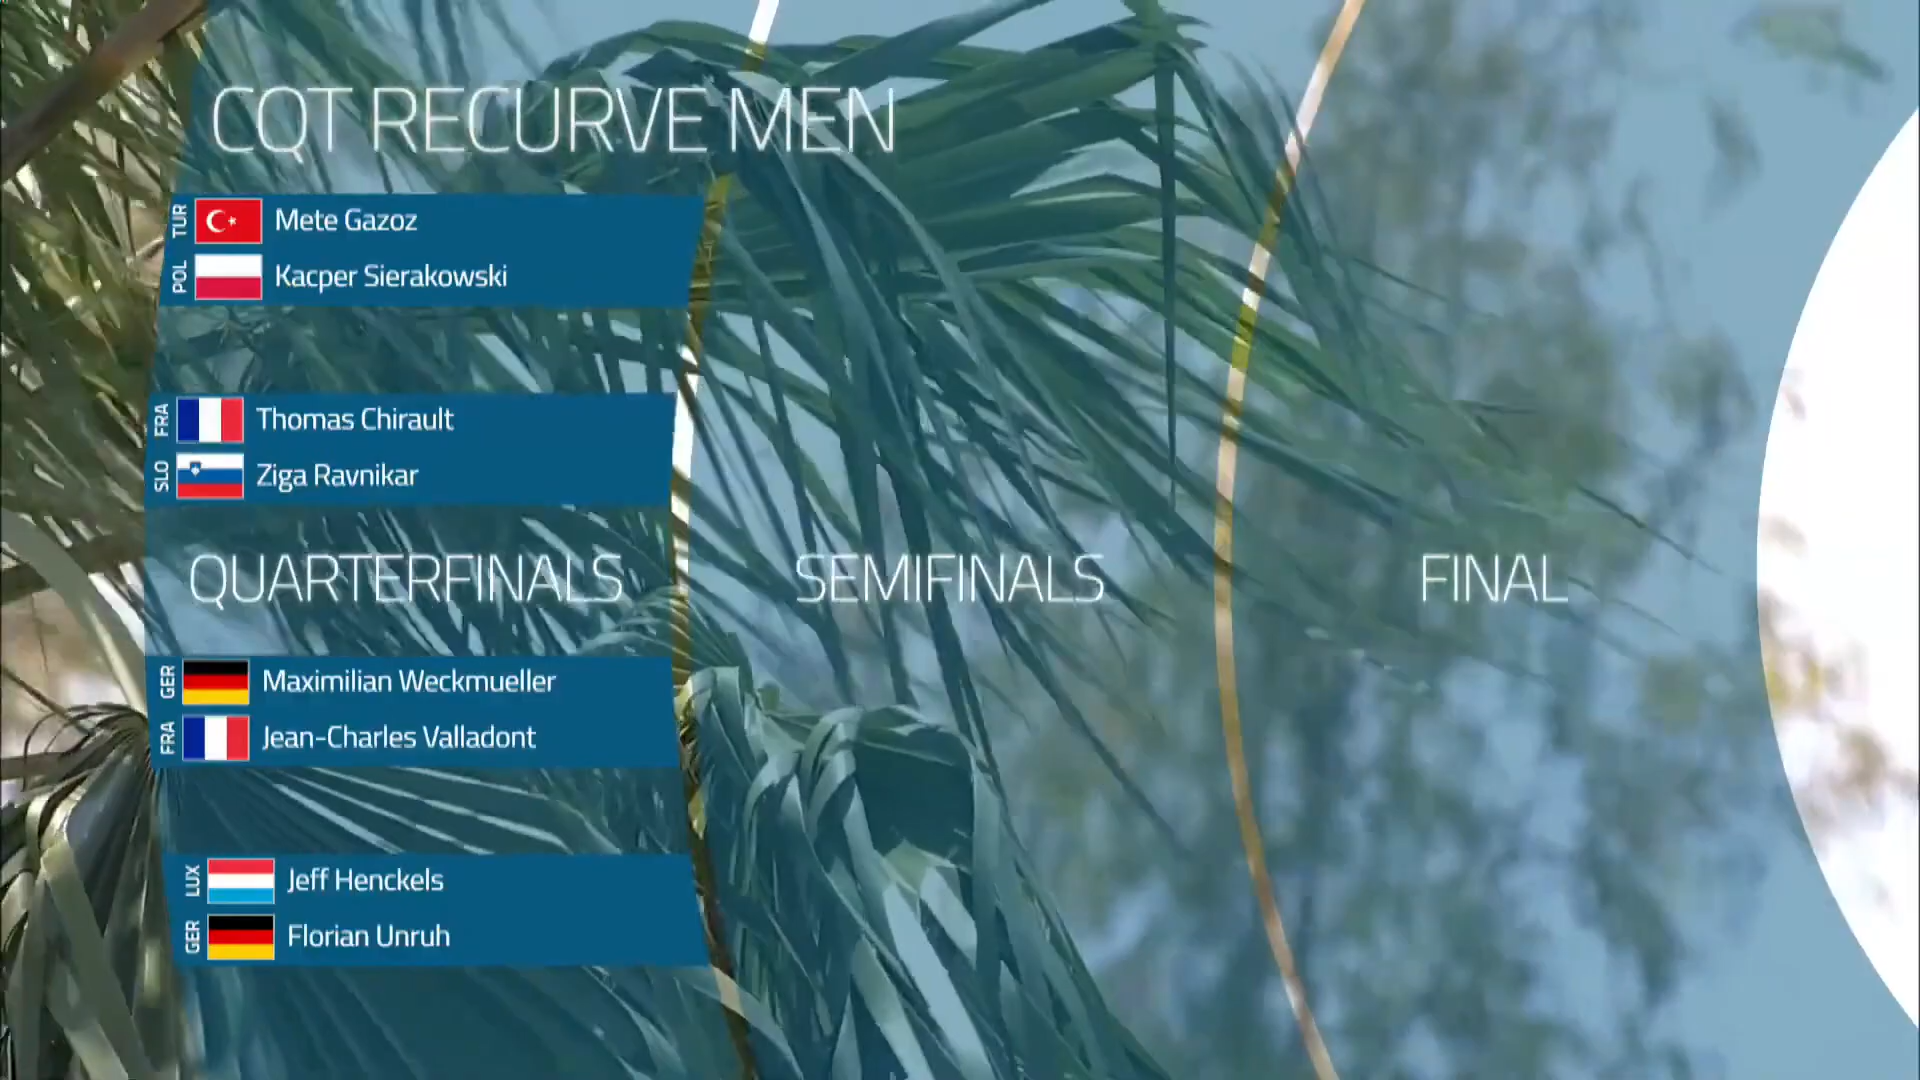 CQT RECURVE MEN
TUR Mete Gazoz
POL Kacper Sierakowski
FRA Thomas Chirault
SLO Ziga Ravnikar
QUARTERFINALS SEMIFINALS FINAL
GER Maximilian Weckmueller
FRA Jean-Charles Valladont
LUX Jeff Henckels
GER Florian Unruh